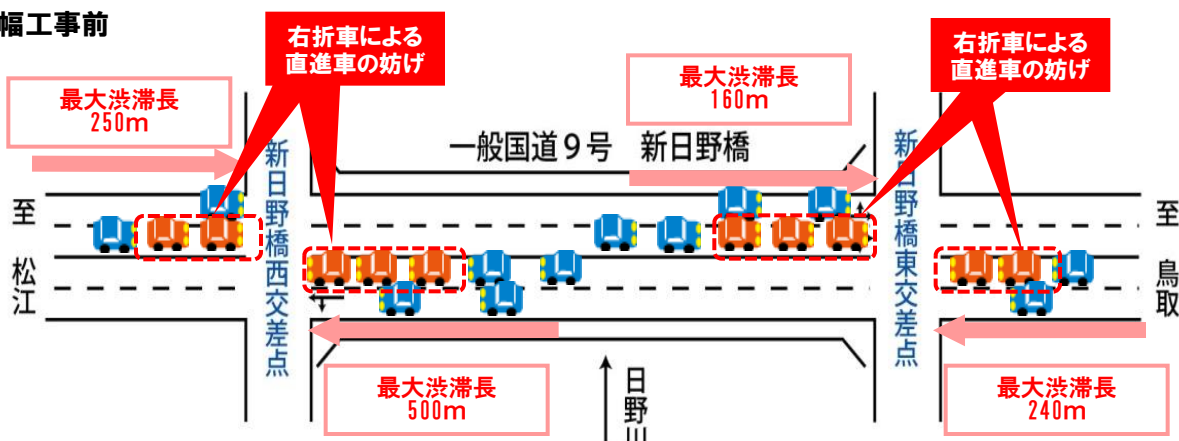 幅工事前
右折車による
直進車の妨げ
右折車による
直進車の妨げ
最大渋滞長
250m
最大渋滞長
160m
一般国道9号 新日野橋
新日野橋西交差点
新日野橋東交差点
至
松江
至
鳥取
最大渋滞長
500m
日野川
最大渋滞長
240m